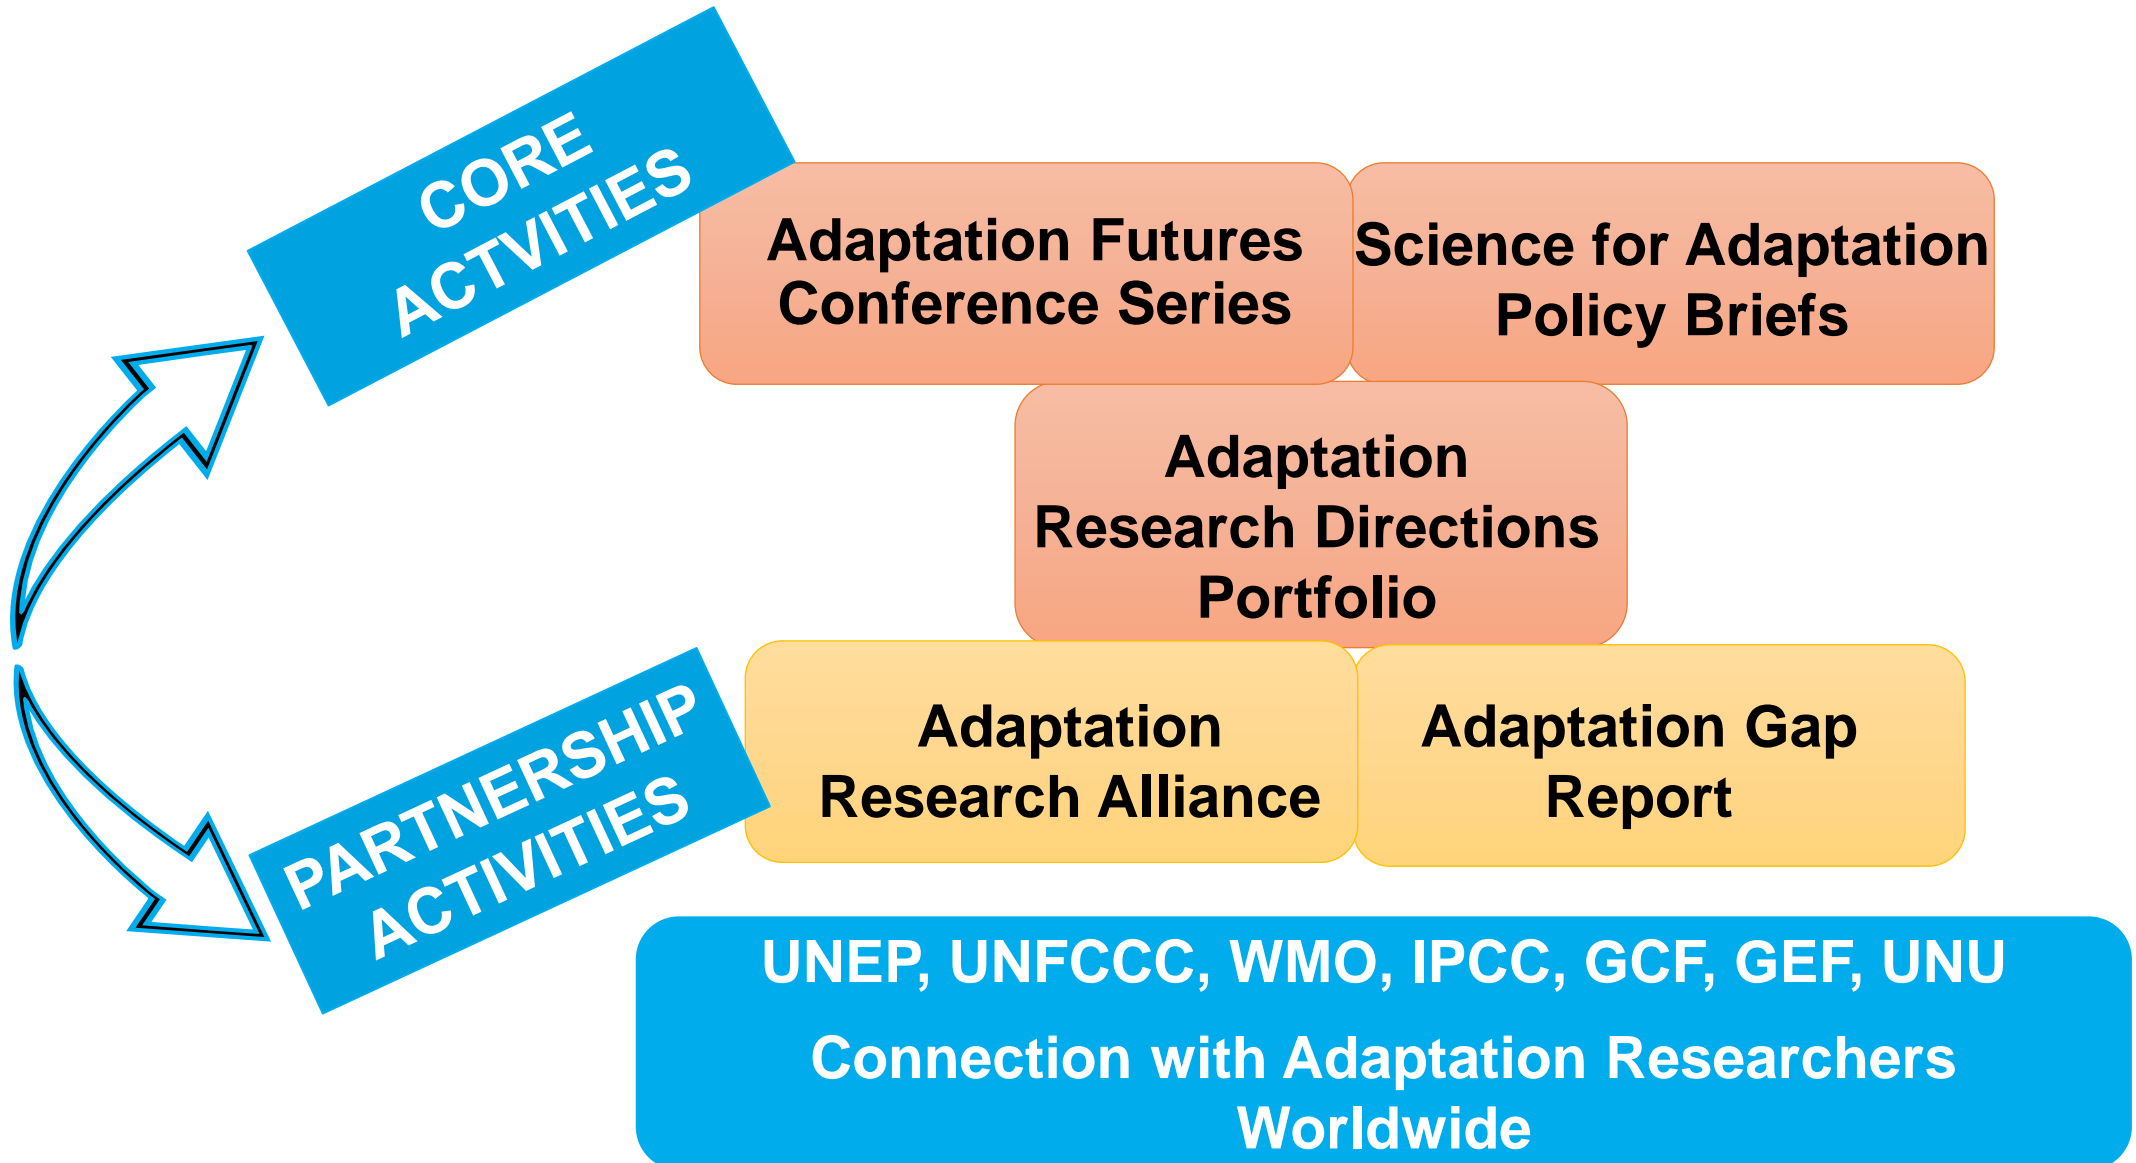 CORE
ACTVITIES
Adaptation Futures
Conference Series
Science for Adaptation
Policy Briefs
Adaptation
Research Directions
Portfolio
PARTNERSHIP
ACTIVITIES
Adaptation
Research Alliance
Adaptation Gap
Report
UNEP, UNFCCC, WMO, IPCC, GCF, GEF, UNU
Connection with Adaptation Researchers
Worldwide